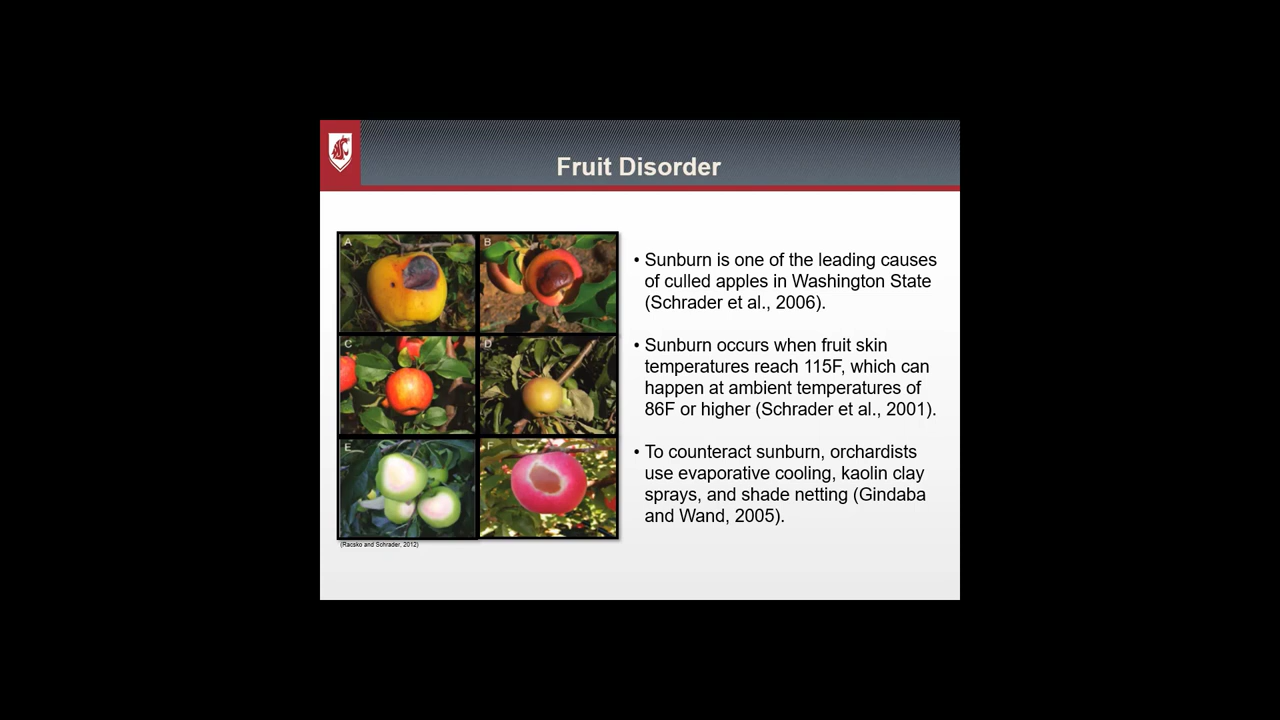 Fruit Disorder
A
B
C
D
E
F
(Racsko and Schrader, 2012)
• Sunburn is one of the leading causes
of culled apples in Washington State
(Schrader et al., 2006).
• Sunburn occurs when fruit skin
temperatures reach 115F, which can
happen at ambient temperatures of
86F or higher (Schrader et al., 2001).
• To counteract sunburn, orchardists
use evaporative cooling, kaolin clay
sprays, and shade netting (Gindaba
and Wand, 2005).